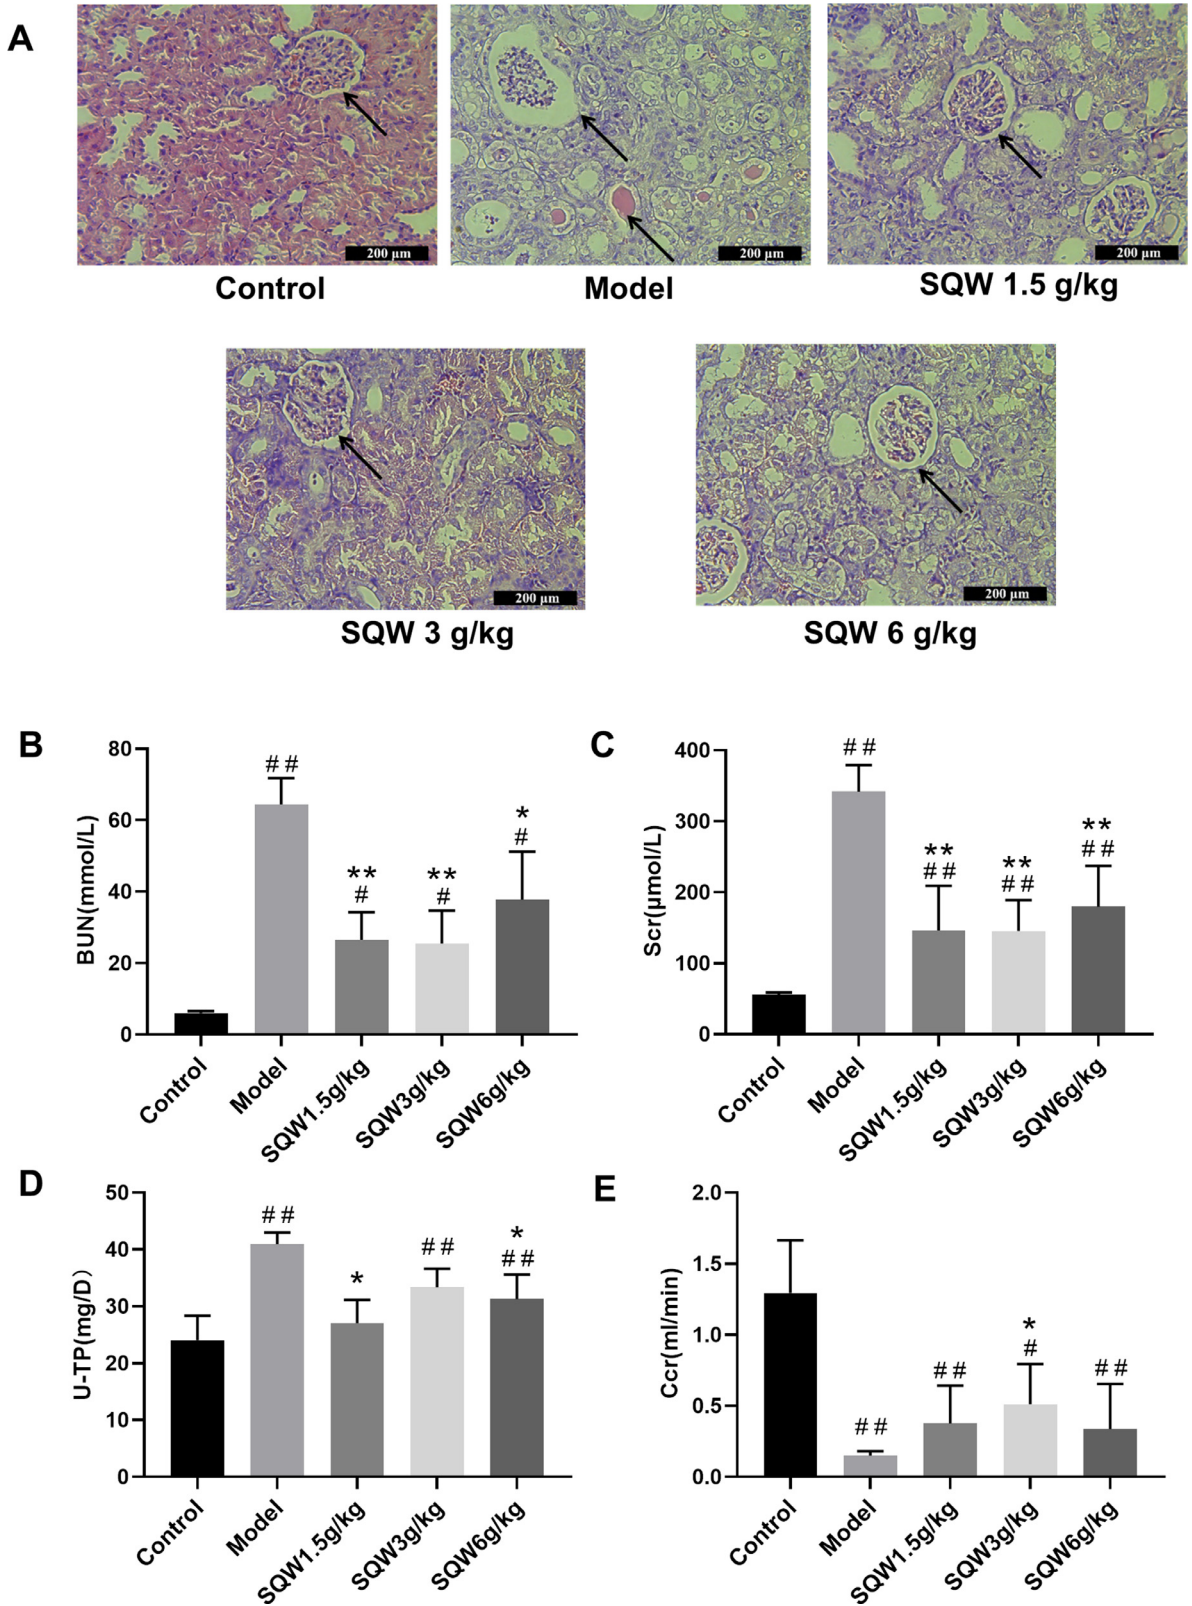 A
200 µm
200 µm
200 µm
Control
Model
SQW 1.5 g/kg
200 µm
200 µm
SQW 3 g/kg
SQW 6 g/kg
B
BUN(mmol/L)
80
60
40
20
0
##
**
#
**
#
*
#
Control
Model
SQW1.5g/kg
SQW3g/kg
SQW6g/kg
C
Scr(µmol/L)
400
300
200
100
0
##
**
##
**
##
**
##
Control
Model
SQW1.5g/kg
SQW3g/kg
SQW6g/kg
D
U-TP(mg/D)
50
40
30
20
10
0
##
*
##
*
##
Control
Model
SQW1.5g/kg
SQW3g/kg
SQW6g/kg
E
Ccr(ml/min)
2.0
1.5
1.0
0.5
0.0
##
##
*
#
##
Control
Model
SQW1.5g/kg
SQW3g/kg
SQW6g/kg